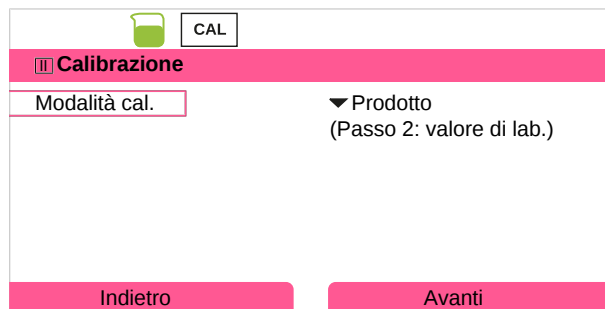 CAL
Calibrazione
Modalità cal.
Prodotto
(Passo 2: valore di lab.)
Indietro
Avanti